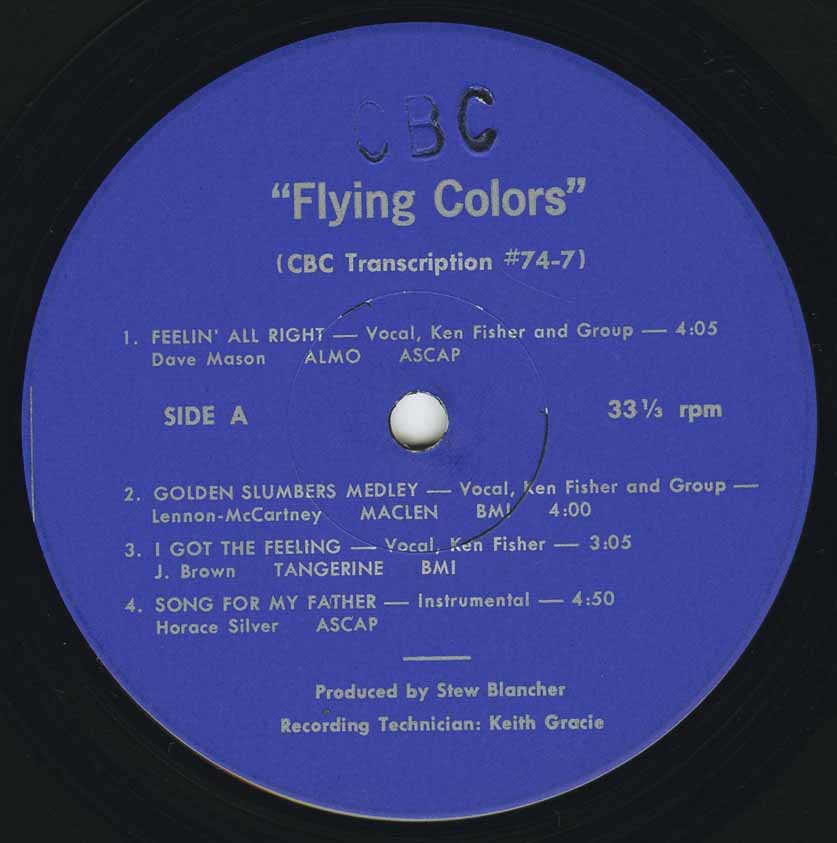 CBC
"Flying Colors"
(CBC Transcription #74-7)
1. FEELIN' ALL RIGHT — Vocal, Ken Fisher and Group — 4:05
Dave Mason ALMO ASCAP
SIDE A 33⅓ rpm
2. GOLDEN SLUMBERS MEDLEY — Vocal, Ken Fisher and Group —
Lennon-McCartney MACLEN BMI 4:00
3. I GOT THE FEELING — Vocal, Ken Fisher — 3:05
J. Brown TANGERINE BMI
4. SONG FOR MY FATHER — Instrumental — 4:50
Horace Silver ASCAP
Produced by Stew Blancher
Recording Technician: Keith Gracie